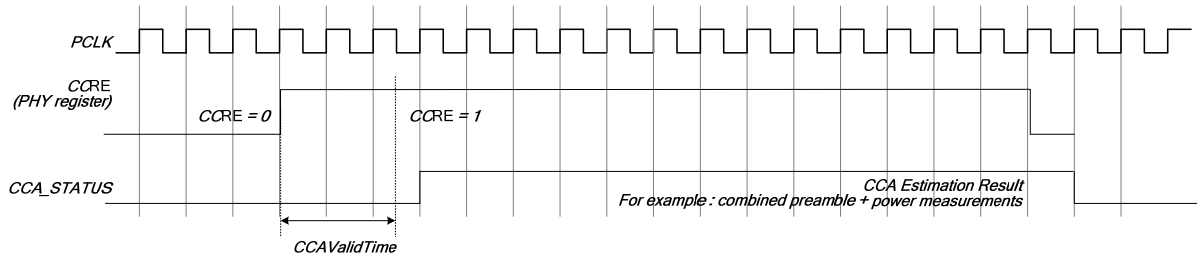 PCLK
CCRE
(PHY register)
CCRE = 0
CCRE = 1
CCA_STATUS
CCA Estimation Result
For example : combined preamble + power measurements
CCAValidTime